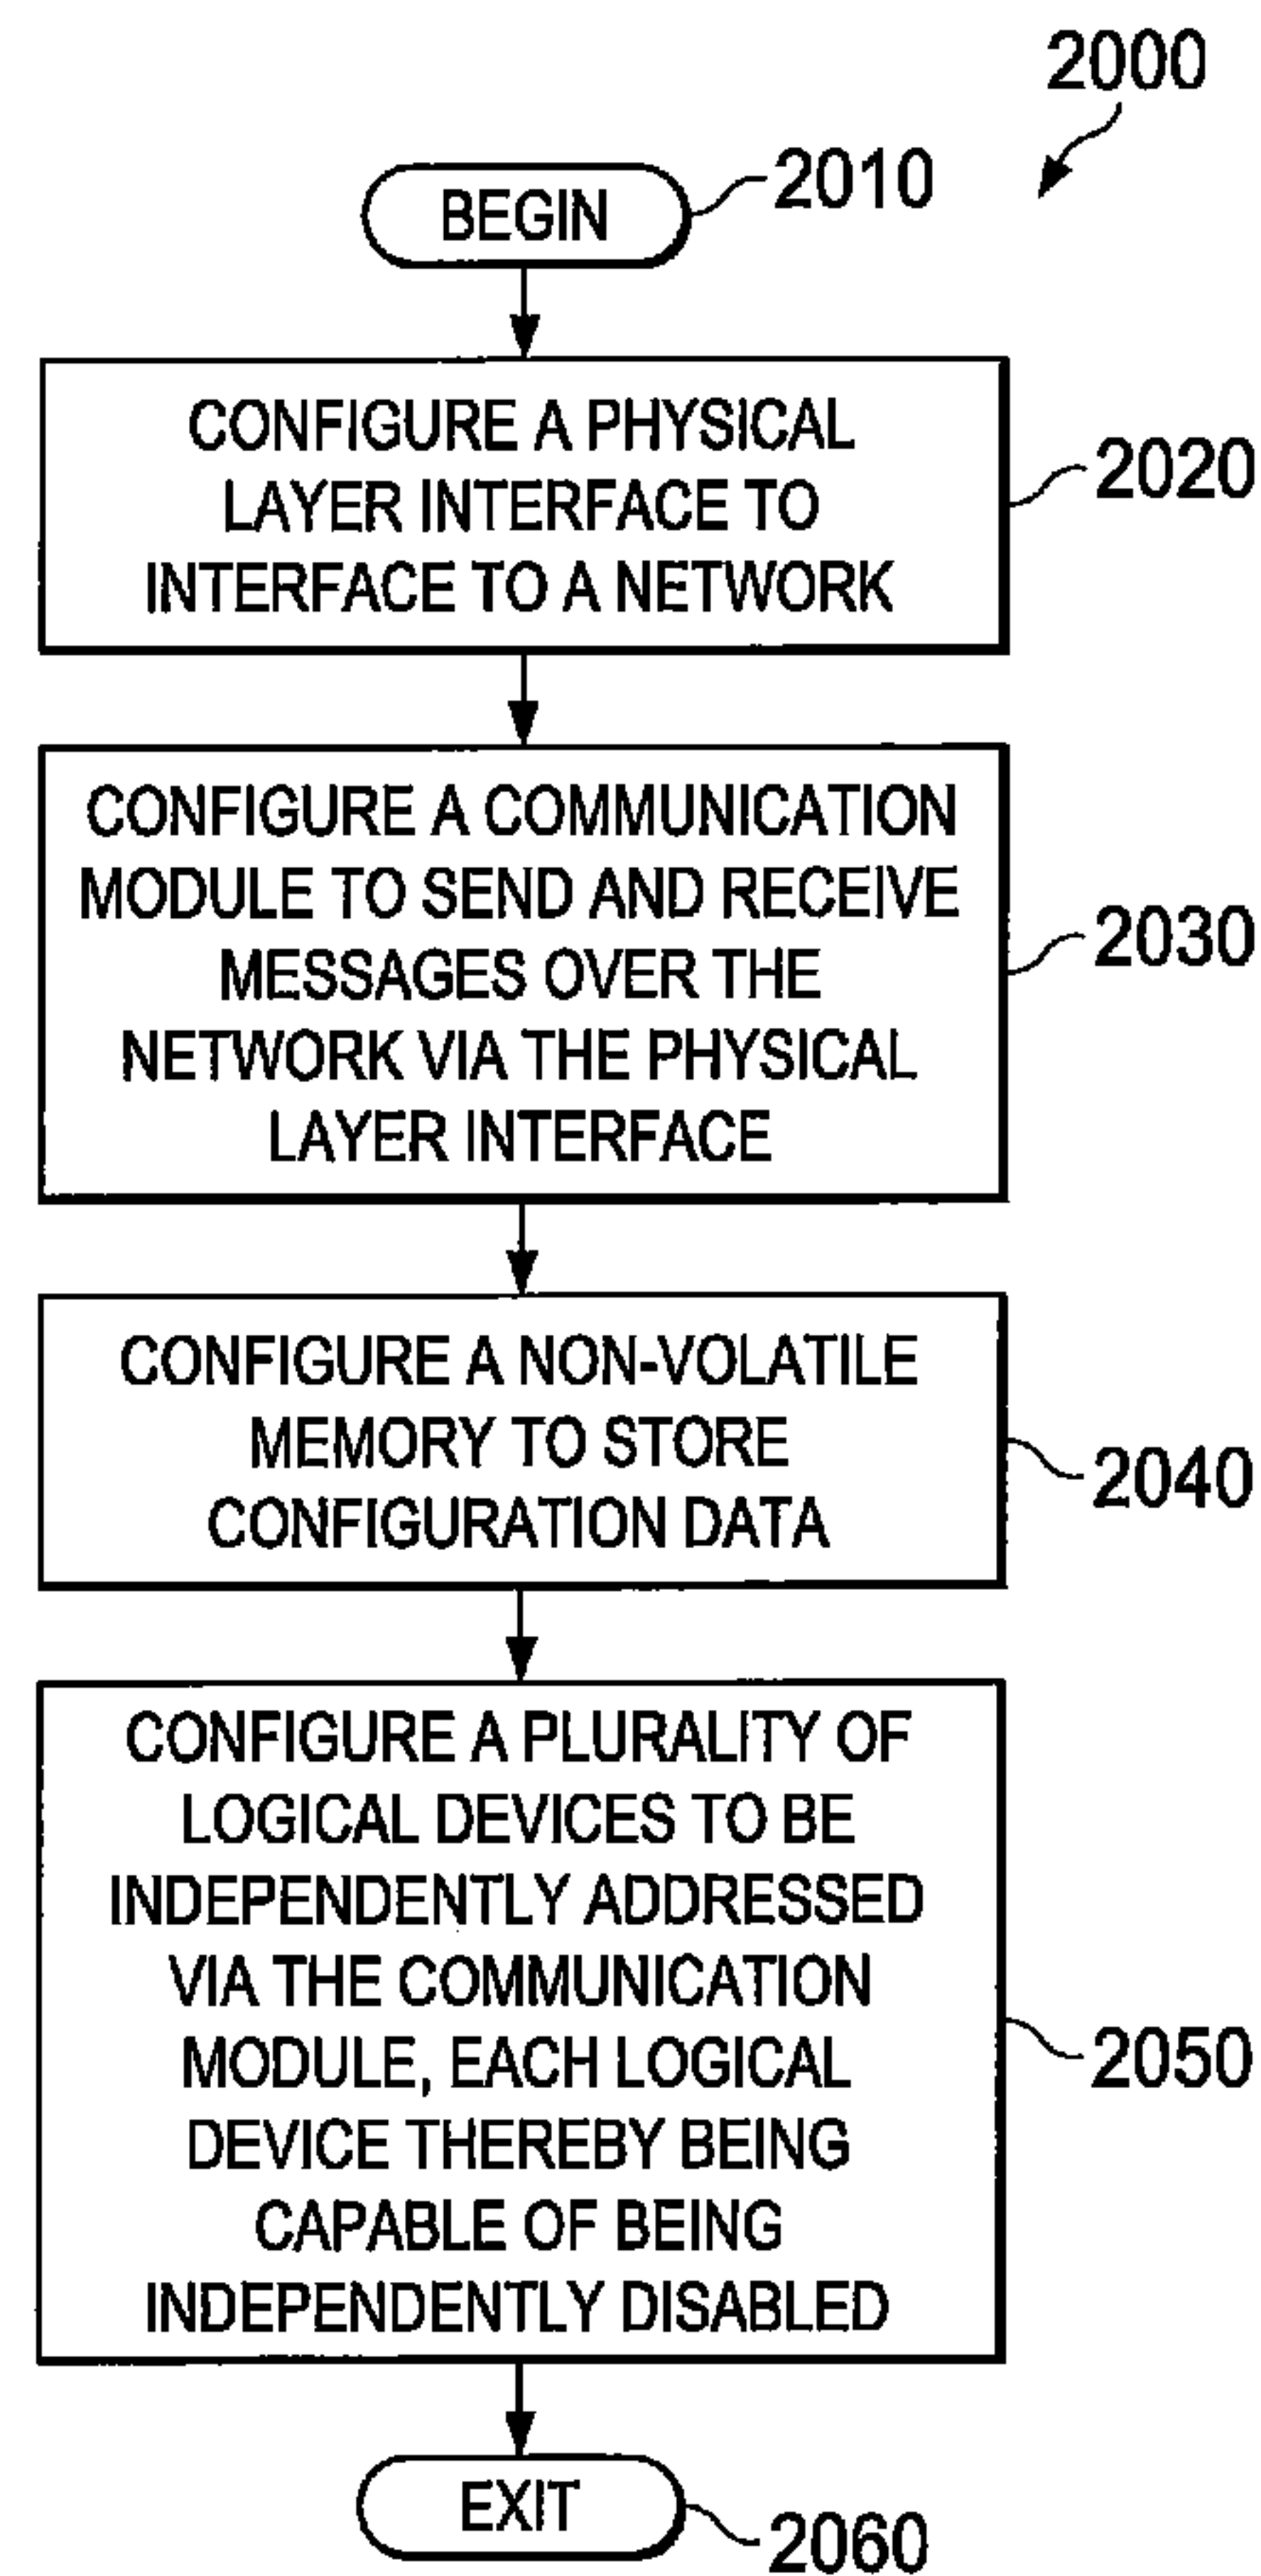 2000
BEGIN
2010
CONFIGURE A PHYSICAL
LAYER INTERFACE TO
INTERFACE TO A NETWORK
2020
CONFIGURE A COMMUNICATION
MODULE TO SEND AND RECEIVE
MESSAGES OVER THE
NETWORK VIA THE PHYSICAL
LAYER INTERFACE
2030
CONFIGURE A NON-VOLATILE
MEMORY TO STORE
CONFIGURATION DATA
2040
CONFIGURE A PLURALITY OF
LOGICAL DEVICES TO BE
INDEPENDENTLY ADDRESSED
VIA THE COMMUNICATION
MODULE, EACH LOGICAL
DEVICE THEREBY BEING
CAPABLE OF BEING
INDEPENDENTLY DISABLED
2050
EXIT
2060